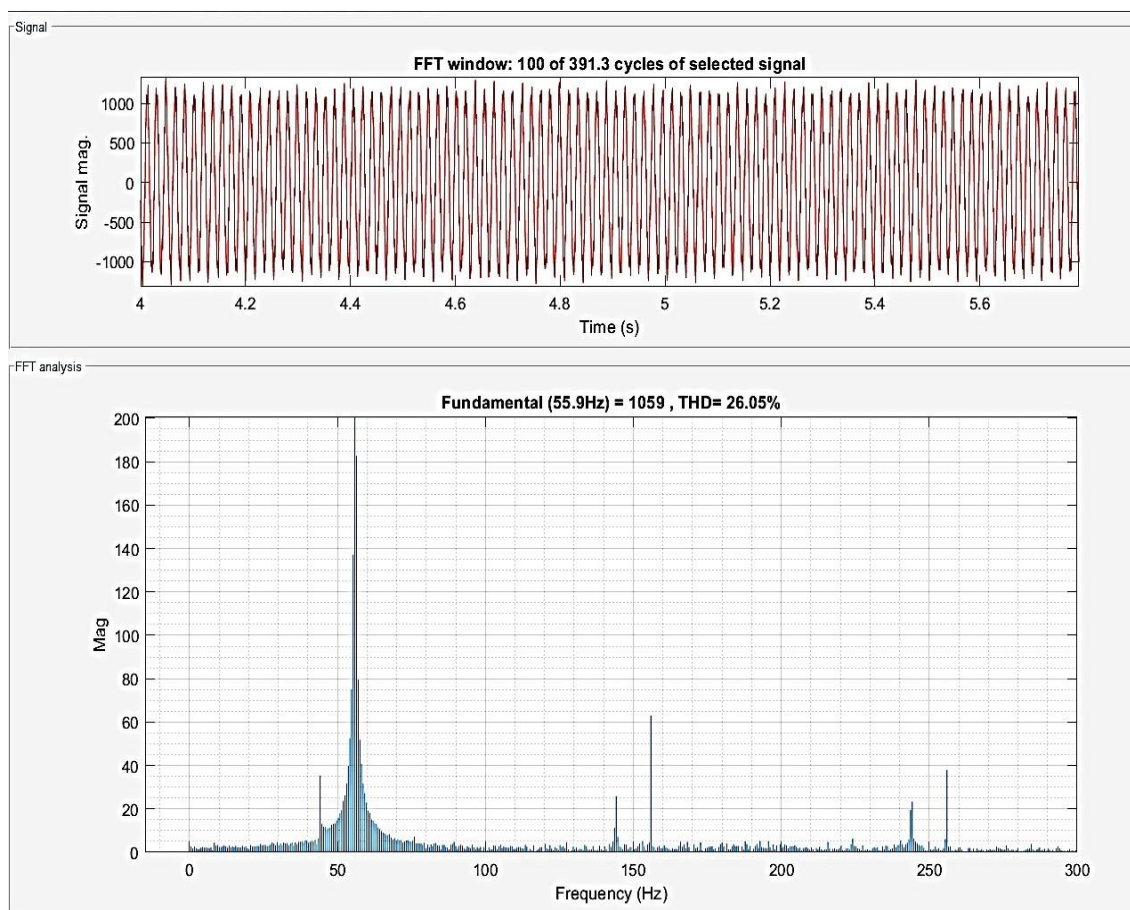 Signal
FFT window: 100 of 391.3 cycles of selected signal
1000
500
0
-500
-1000
Signal mag.
4 4.2 4.4 4.6 4.8 5 5.2 5.4 5.6
Time (s)
FFT analysis
Fundamental (55.9Hz) = 1059 , THD= 26.05%
200
180
160
140
120
100
80
60
40
20
0
Mag
0 50 100 150 200 250 300
Frequency (Hz)